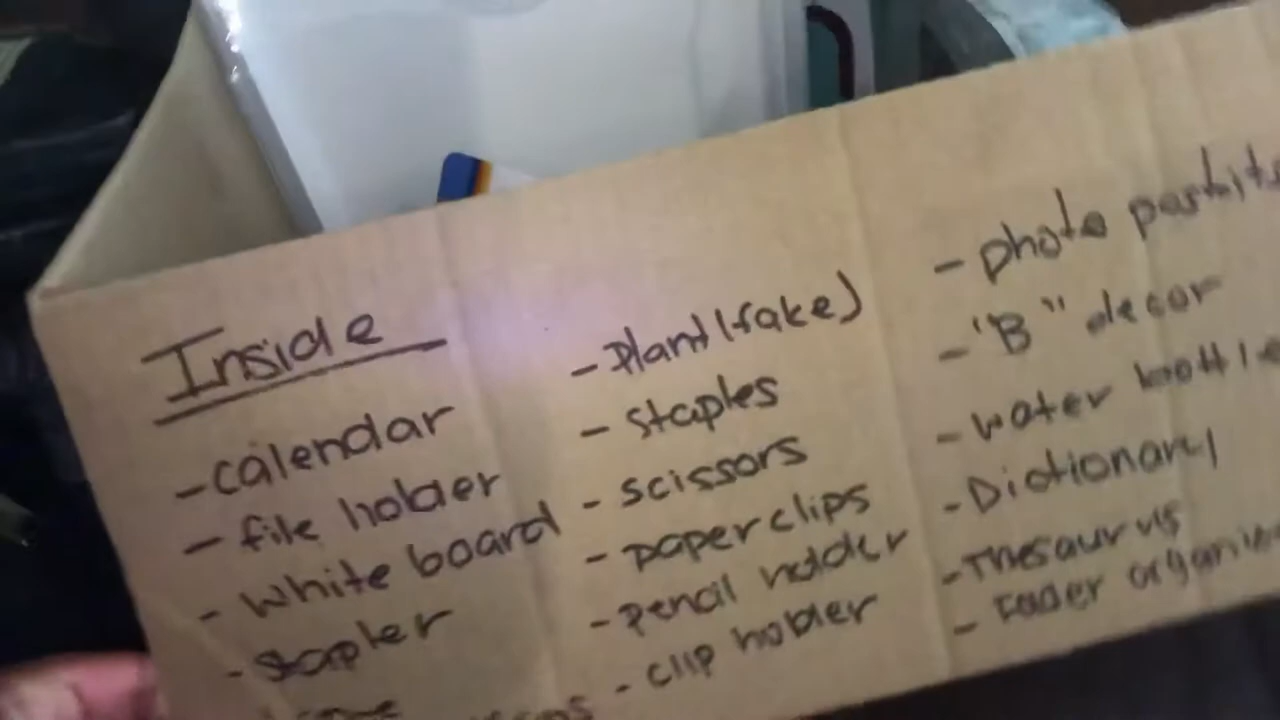 Inside
- calendar
- file holder
- white board
- stapler
- Plant (fake)
- staples
- scissors
- paperclips
- pencil holder
- clip holder
- photo
- "B" decor
- water bottle
- Dictionary
- Thesaurus